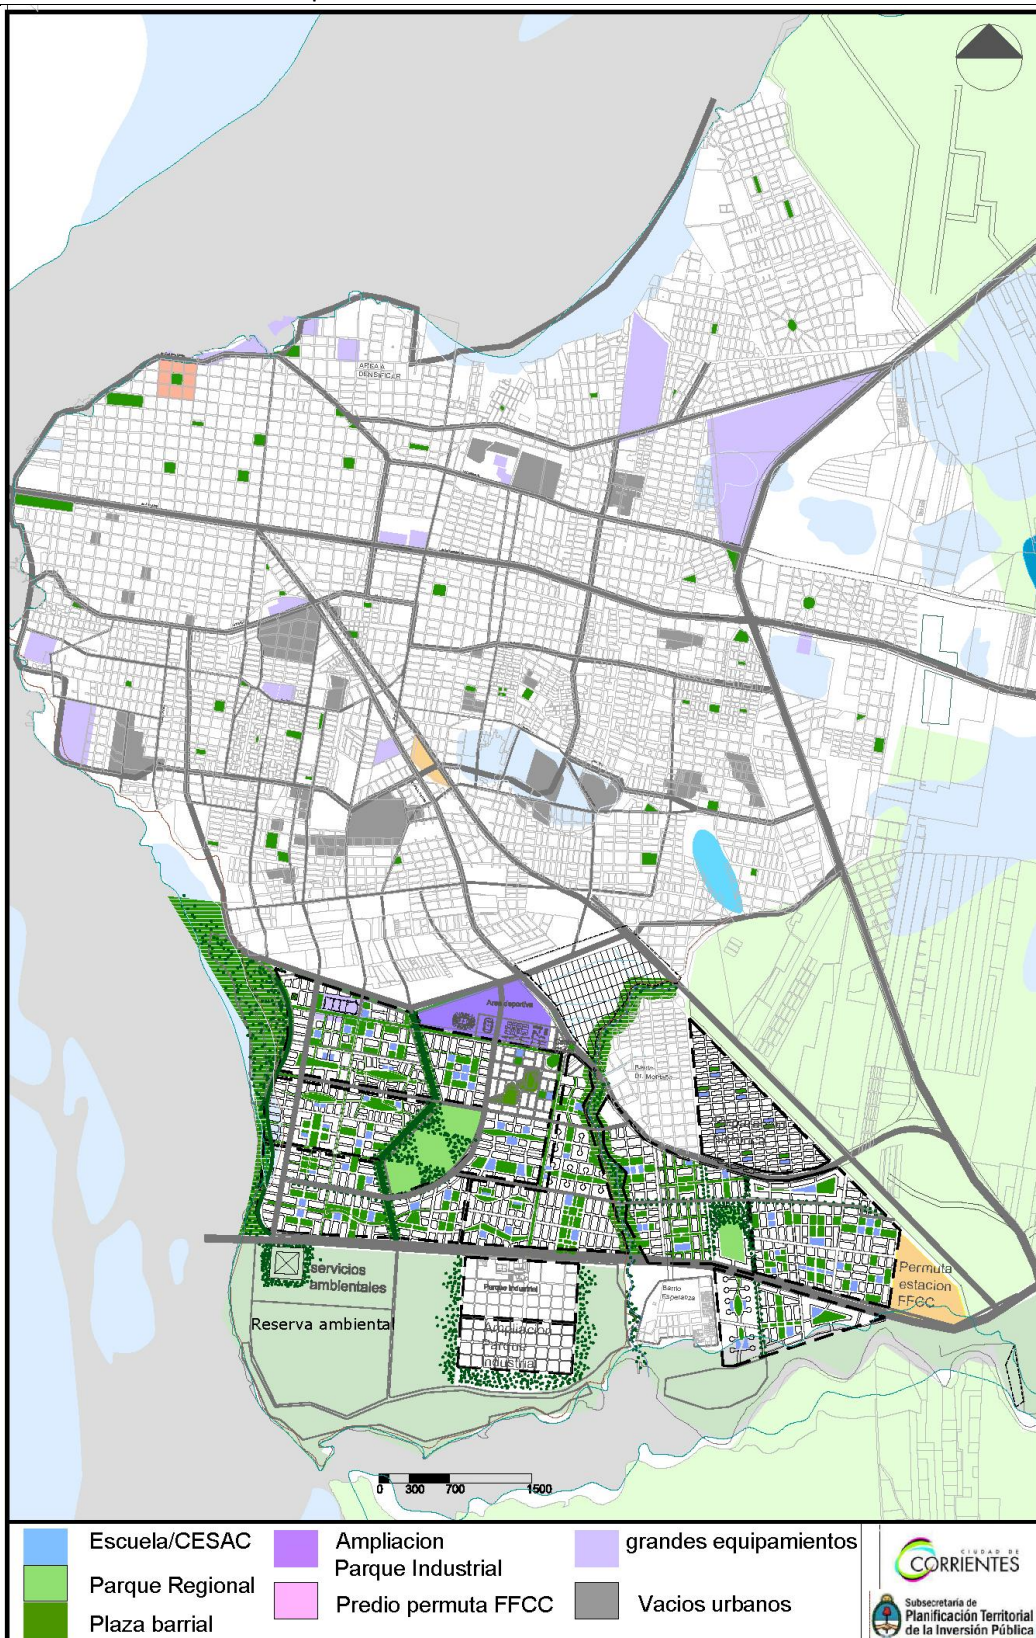 AREA A
DENSIFICAR
Area deportiva
Barrio
Dr. Montaña
servicios
ambientales
Reserva ambiental
Parque Industrial
Ampliacion
Parque
Industrial
Barrio
Esperanza
Permuta
estacion
FFCC
0 300 700 1500
Escuela/CESAC
Parque Regional
Plaza barrial
Ampliacion
Parque Industrial
Predio permuta FFCC
grandes equipamientos
Vacios urbanos
CIUDAD DE
CORRIENTES
Subsecretaría de
Planificación Territorial
de la Inversión Pública